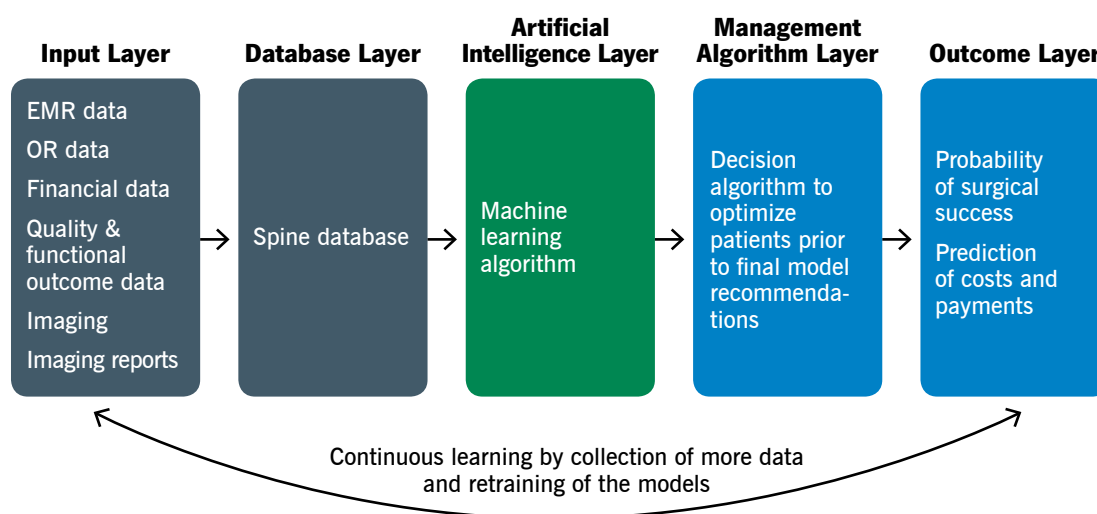 Input Layer
EMR data
OR data
Financial data
Quality &
functional
outcome data
Imaging
Imaging reports
Database Layer
Spine database
Artificial
Intelligence Layer
Machine
learning
algorithm
Management
Algorithm Layer
Decision
algorithm to
optimize
patients prior
to final model
recommenda-
tions
Outcome Layer
Probability
of surgical
success
Prediction
of costs and
payments
Continuous learning by collection of more data
and retraining of the models